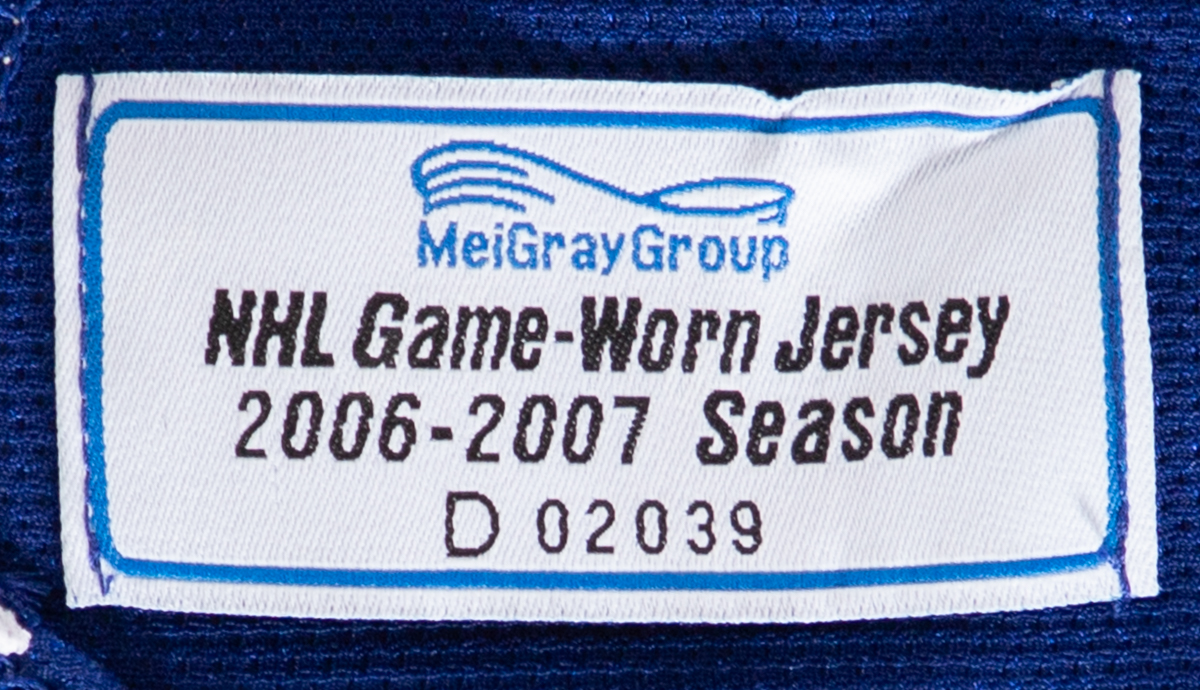 MeiGrayGroup
NHL Game-Worn Jersey
2006-2007 Season
D 02039